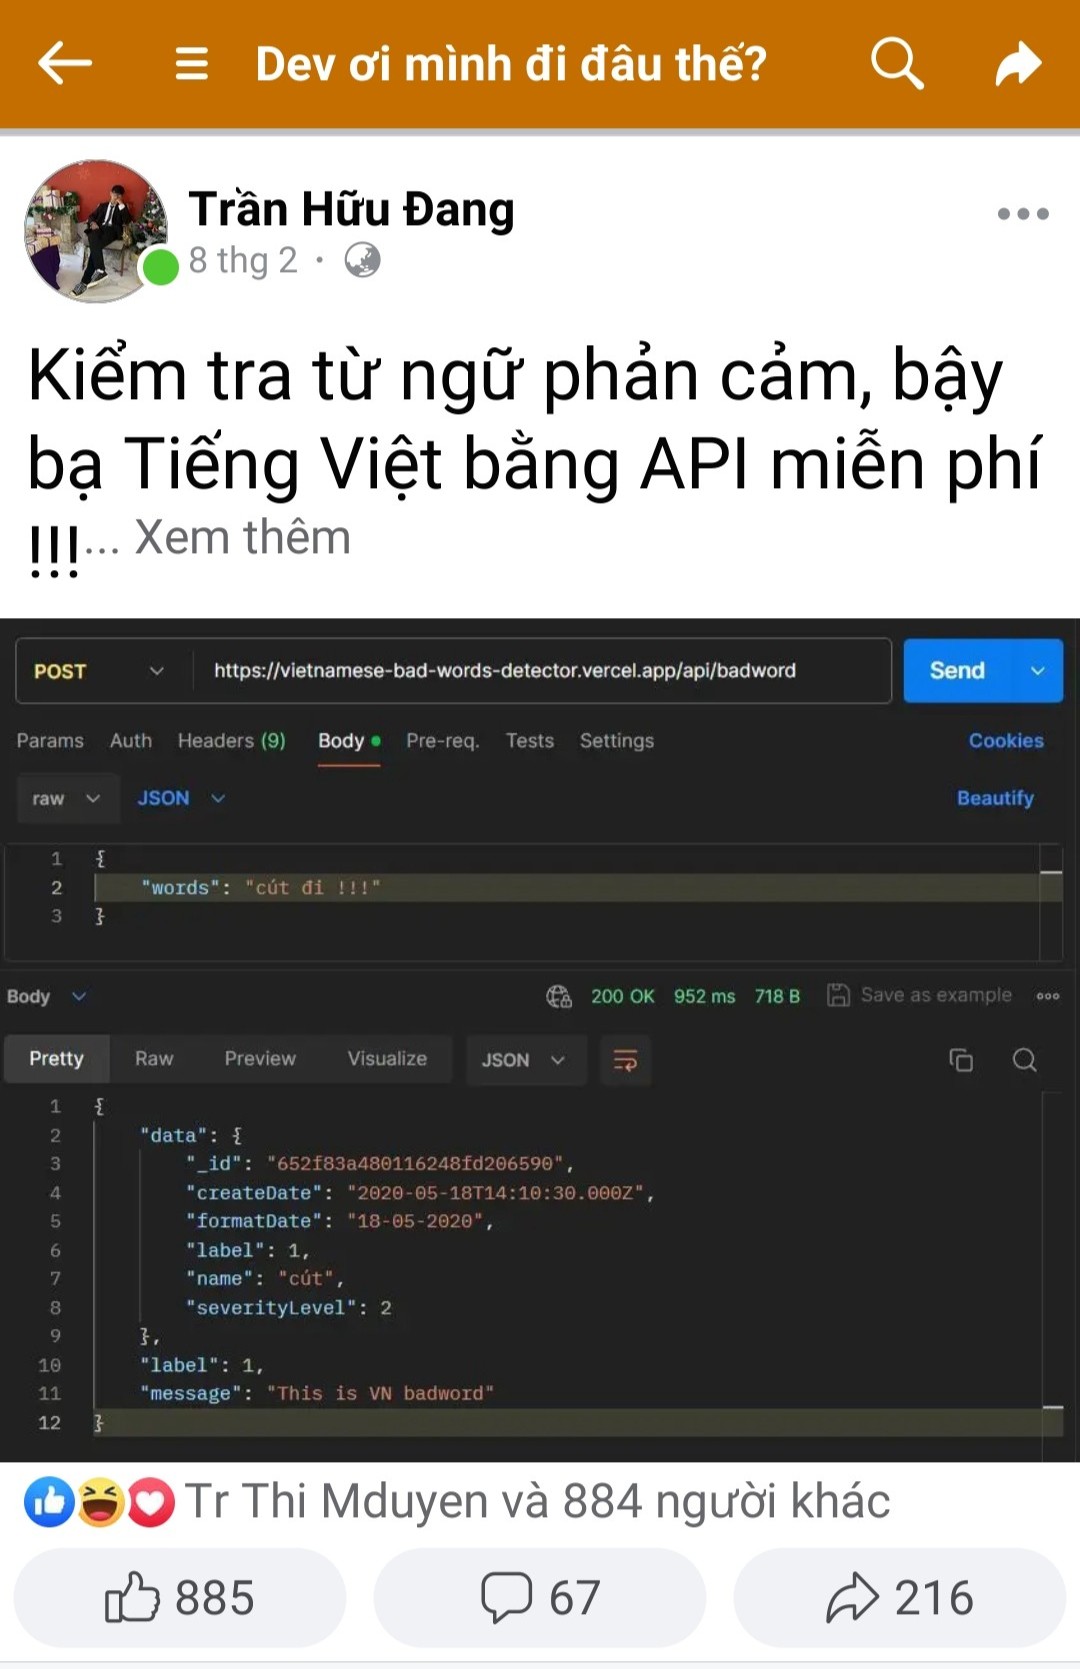 Dev ơi mình đi đâu thế?
Trần Hữu Đang
8 thg 2 ·
Kiểm tra từ ngữ phản cảm, bậy
bạ Tiếng Việt bằng API miễn phí
!!!... Xem thêm
POST https://vietnamese-bad-words-detector.vercel.app/api/badword Send
Params Auth Headers (9) Body Pre-req. Tests Settings Cookies
raw JSON Beautify
1 {
2 "words": "cút đi !!!"
3 }
Body 200 OK 952 ms 718 B Save as example
Pretty Raw Preview Visualize JSON
1 {
2 "data": {
3 "_id": "652f83a480116248fd206590",
4 "createDate": "2020-05-18T14:10:30.000Z",
5 "formatDate": "18-05-2020",
6 "label": 1,
7 "name": "cút",
8 "severityLevel": 2
9 },
10 "label": 1,
11 "message": "This is VN badword"
12 }
Tr Thi Mduyen và 884 người khác
885 67 216